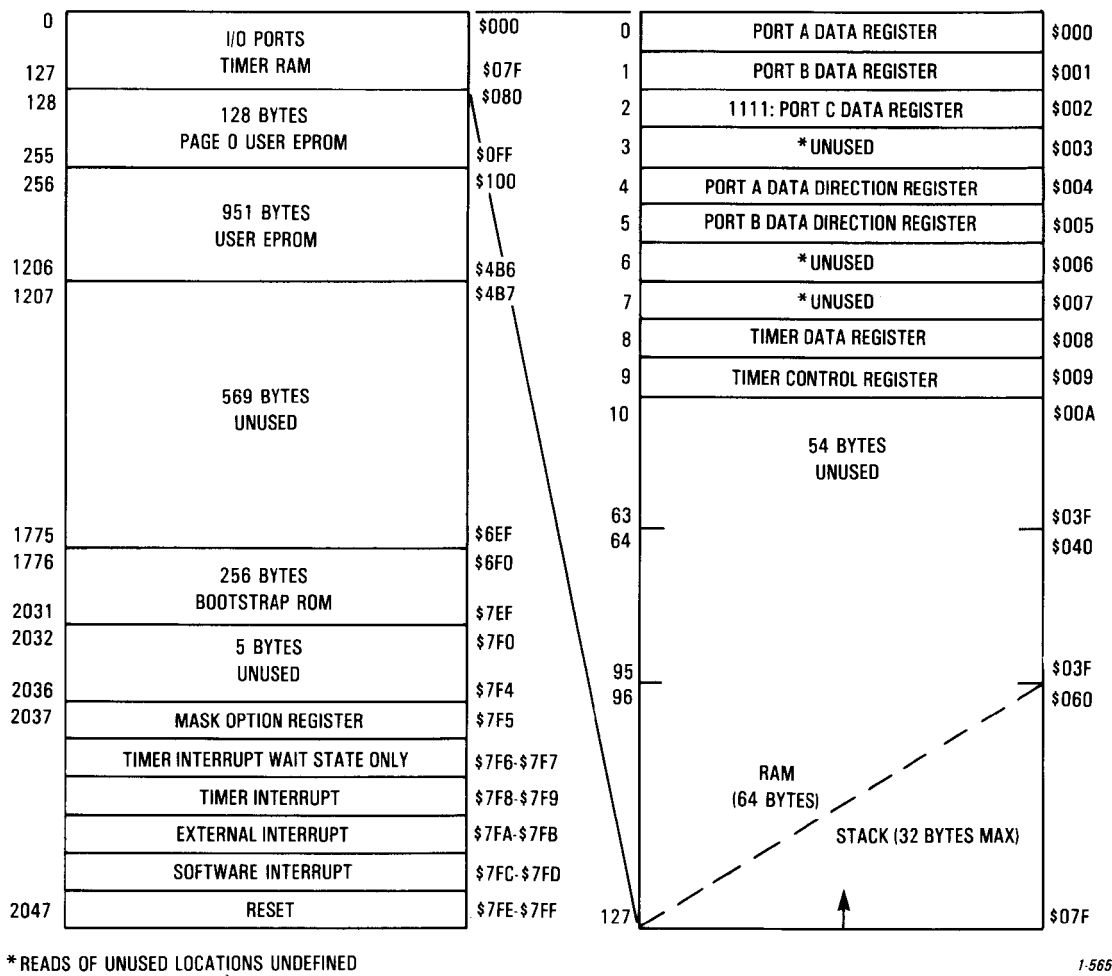 0
I/O PORTS
TIMER RAM
$000
127
$07F
128
$080
128 BYTES
PAGE 0 USER EPROM
255
$0FF
256
$100
951 BYTES
USER EPROM
1206
$4B6
1207
$4B7
569 BYTES
UNUSED
1775
$6EF
1776
$6F0
256 BYTES
BOOTSTRAP ROM
2031
$7EF
2032
$7F0
5 BYTES
UNUSED
2036
$7F4
2037
MASK OPTION REGISTER
$7F5
TIMER INTERRUPT WAIT STATE ONLY
$7F6-$7F7
TIMER INTERRUPT
$7F8-$7F9
EXTERNAL INTERRUPT
$7FA-$7FB
SOFTWARE INTERRUPT
$7FC-$7FD
2047
RESET
$7FE-$7FF
0
PORT A DATA REGISTER
$000
1
PORT B DATA REGISTER
$001
2
1111: PORT C DATA REGISTER
$002
3
*UNUSED
$003
4
PORT A DATA DIRECTION REGISTER
$004
5
PORT B DATA DIRECTION REGISTER
$005
6
*UNUSED
$006
7
*UNUSED
$007
8
TIMER DATA REGISTER
$008
9
TIMER CONTROL REGISTER
$009
10
$00A
54 BYTES
UNUSED
63
$03F
64
$040
95
$03F
96
$060
RAM
(64 BYTES)
STACK (32 BYTES MAX)
127
$07F
*READS OF UNUSED LOCATIONS UNDEFINED
1-565